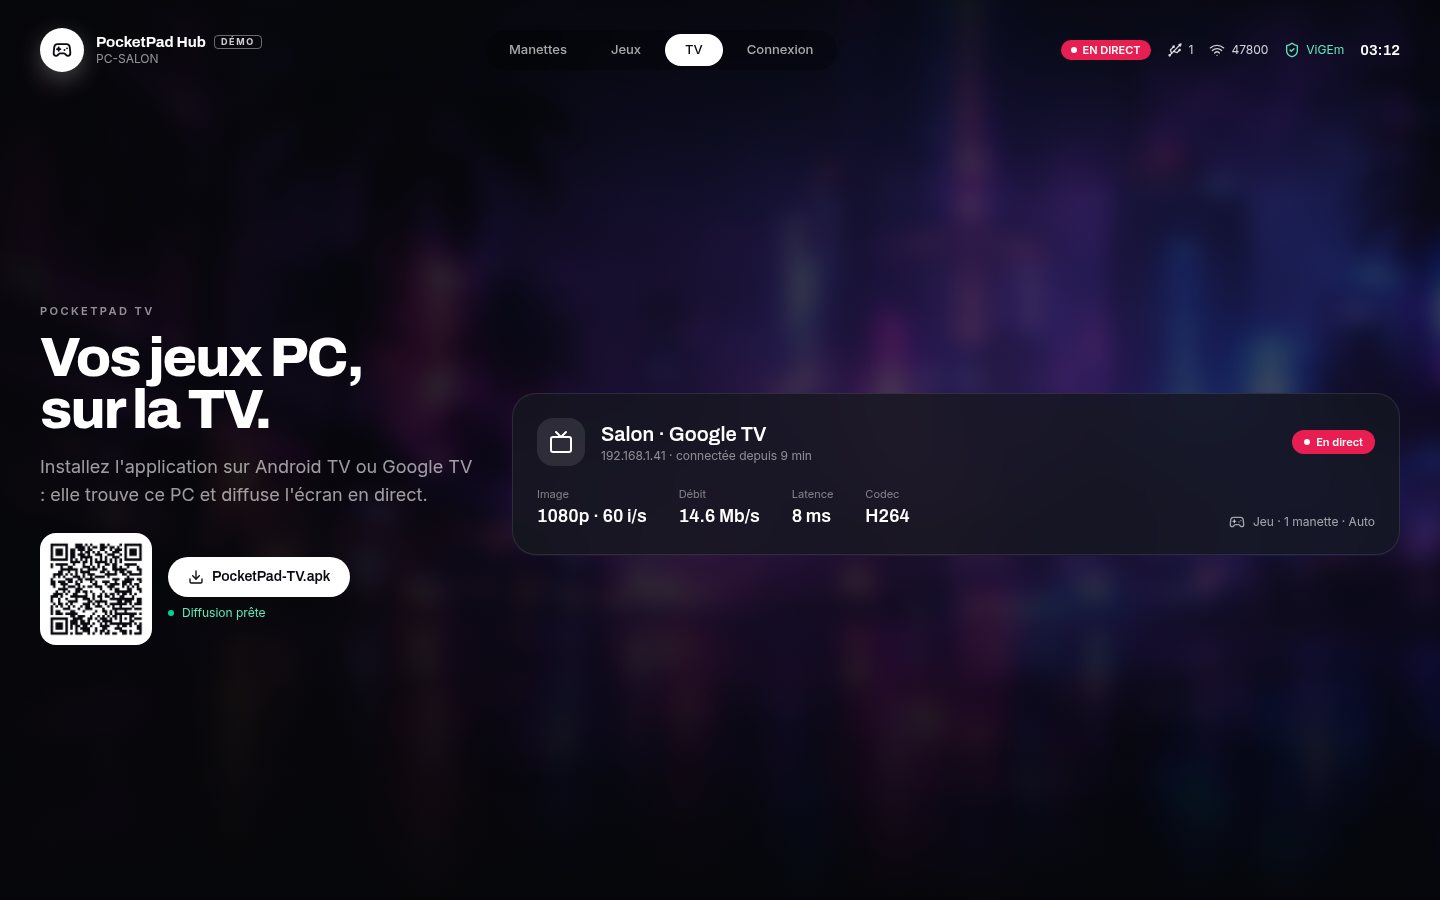 PocketPad Hub DÉMO
PC-SALON
Manettes Jeux TV Connexion
EN DIRECT 1 47800 ViGEm 03:12
POCKETPAD TV
Vos jeux PC,
sur la TV.
Installez l'application sur Android TV ou Google TV
: elle trouve ce PC et diffuse l'écran en direct.
PocketPad-TV.apk
Diffusion prête
Salon · Google TV
192.168.1.41 · connectée depuis 9 min
En direct
Image Débit Latence Codec
1080p · 60 i/s 14.6 Mb/s 8 ms H264
Jeu · 1 manette · Auto